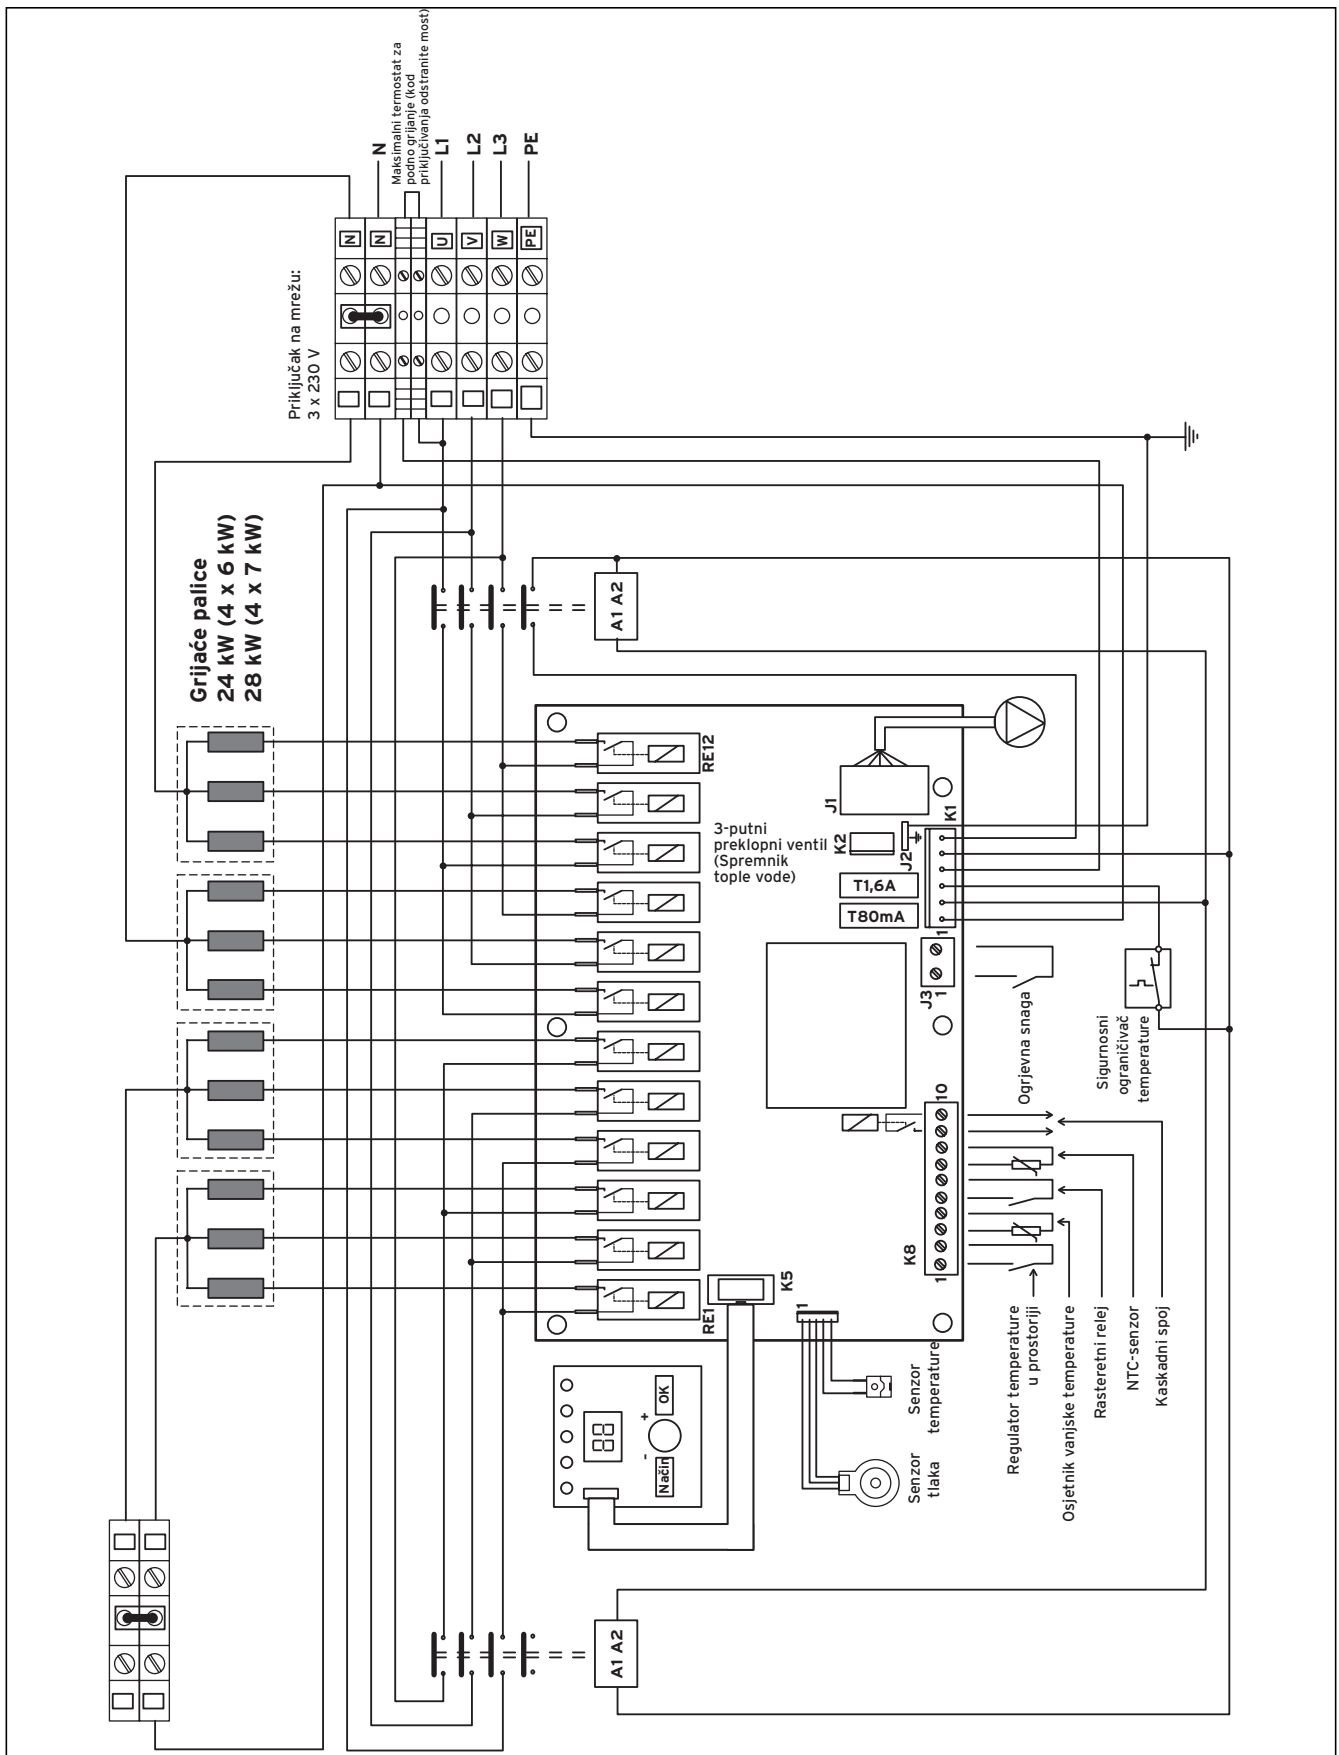 N
Maksimalni termostat za
podno grijanje (kod
priključivanja odstranite most)
L1
L2
L3
PE
Priključak na mrežu:
3 x 230 V
N
N
U
V
W
PE
Grijaće palice
24 kW (4 x 6 kW)
28 kW (4 x 7 kW)
A1 A2
RE12
J1
K1
3-putni
preklopni ventil
(Spremnik
tople vode)
K2
J2
T1,6A
T80mA
1
J3
1
Ogrjevna snaga
Sigurnosni
ograničivač
temperature
10
K8
1
K5
RE1
1
Regulator temperature
u prostoriji
Osjetnik vanjske temperature
Rasteretni relej
NTC-senzor
Kaskadni spoj
Senzor
temperature
Senzor
tlaka
88
- +
OK
Način
A1 A2